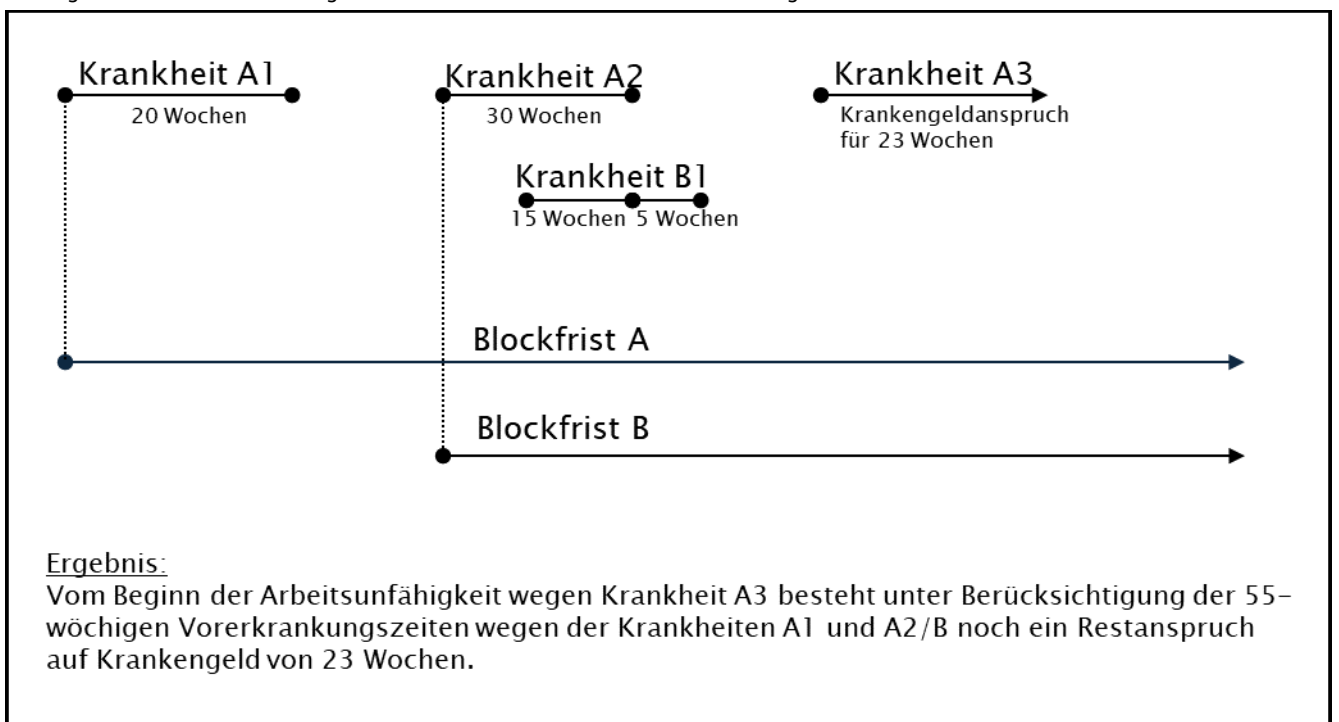 Krankheit A1
20 Wochen
Krankheit A2
30 Wochen
Krankheit A3
Krankengeldanspruch
für 23 Wochen
Krankheit B1
15 Wochen 5 Wochen
Blockfrist A
Blockfrist B
Ergebnis:
Vom Beginn der Arbeitsunfähigkeit wegen Krankheit A3 besteht unter Berücksichtigung der 55-
wöchigen Vorerkrankungszeiten wegen der Krankheiten A1 und A2/B noch ein Restanspruch
auf Krankengeld von 23 Wochen.